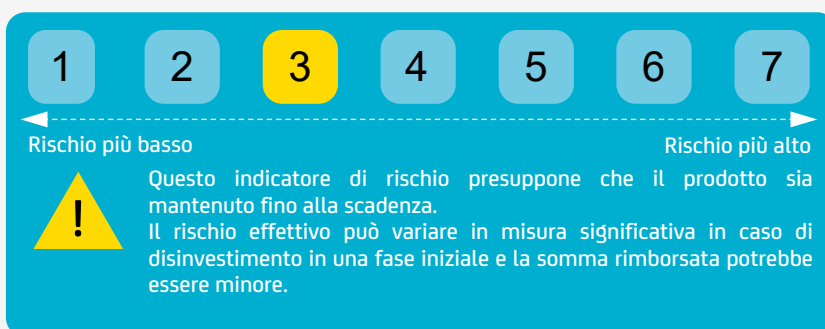 1 2 3 4 5 6 7
Rischio più basso Rischio più alto
!
Questo indicatore di rischio presuppone che il prodotto sia
mantenuto fino alla scadenza.
Il rischio effettivo può variare in misura significativa in caso di
disinvestimento in una fase iniziale e la somma rimborsata potrebbe
essere minore.